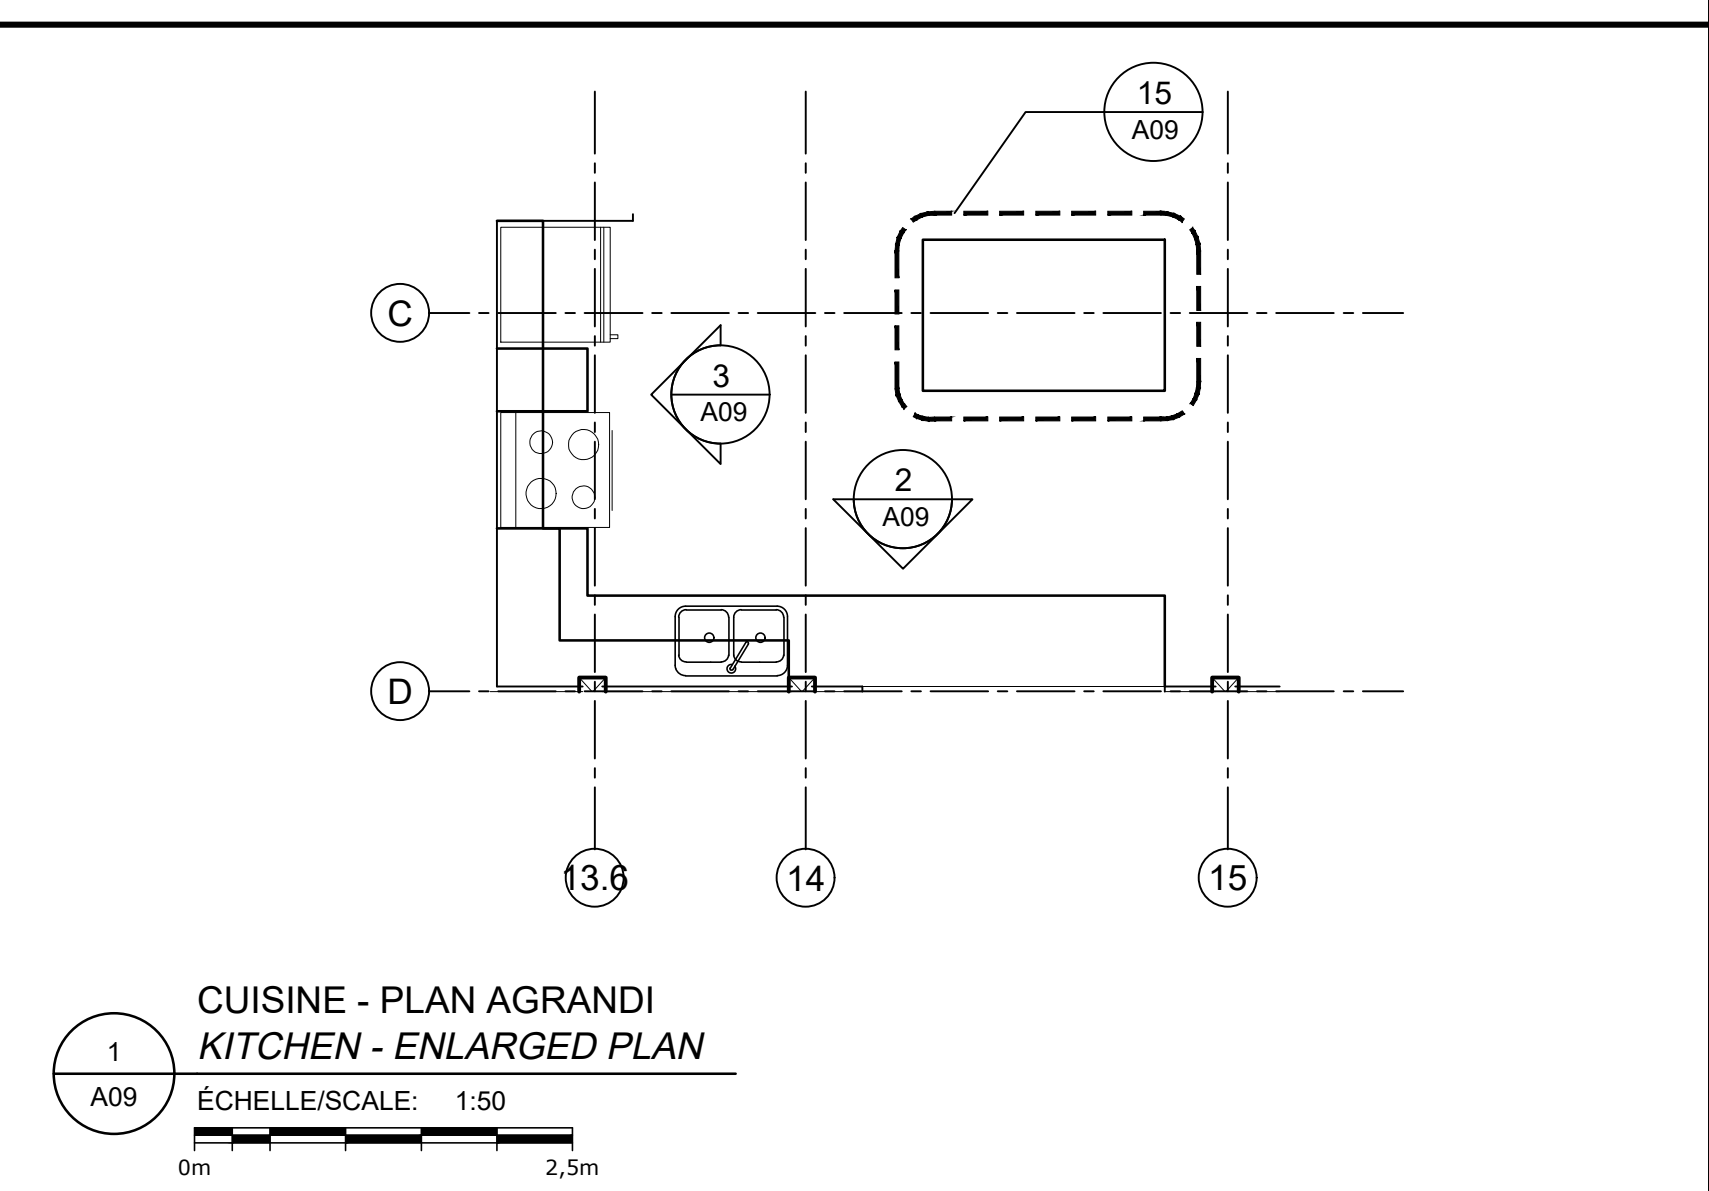 15
A09
C
3
A09
2
A09
D
13.6
14
15
CUISINE - PLAN AGRANDI
KITCHEN - ENLARGED PLAN
1
A09
ÉCHELLE/SCALE: 1:50
0m 2,5m